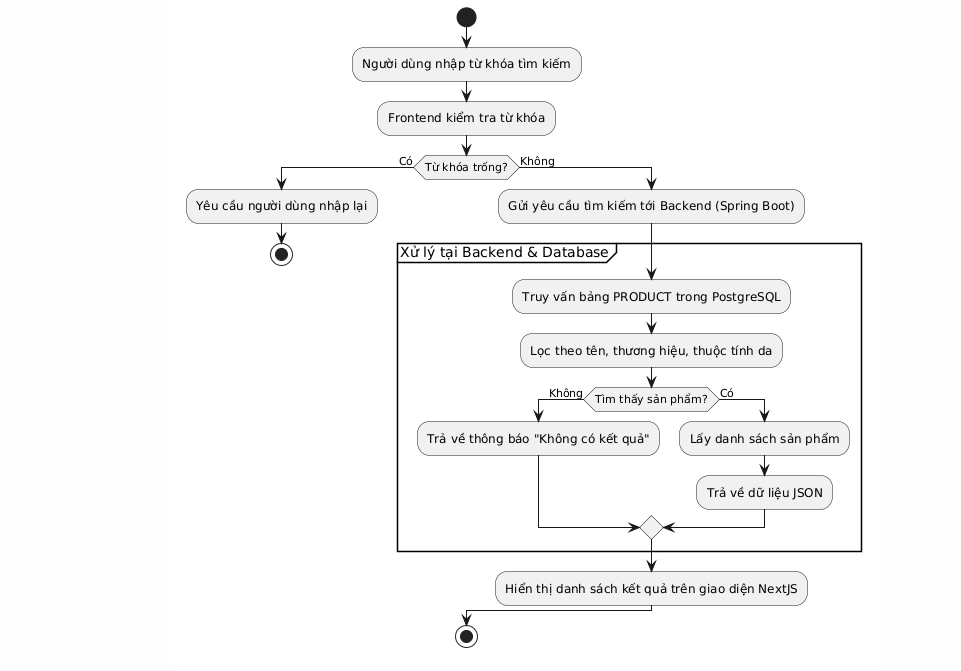 Người dùng nhập từ khóa tìm kiếm
Frontend kiểm tra từ khóa
Có
Từ khóa trống?
Không
Yêu cầu người dùng nhập lại
Gửi yêu cầu tìm kiếm tới Backend (Spring Boot)
Xử lý tại Backend & Database
Truy vấn bảng PRODUCT trong PostgreSQL
Lọc theo tên, thương hiệu, thuộc tính da
Không
Tìm thấy sản phẩm?
Có
Trả về thông báo "Không có kết quả"
Lấy danh sách sản phẩm
Trả về dữ liệu JSON
Hiển thị danh sách kết quả trên giao diện NextJS